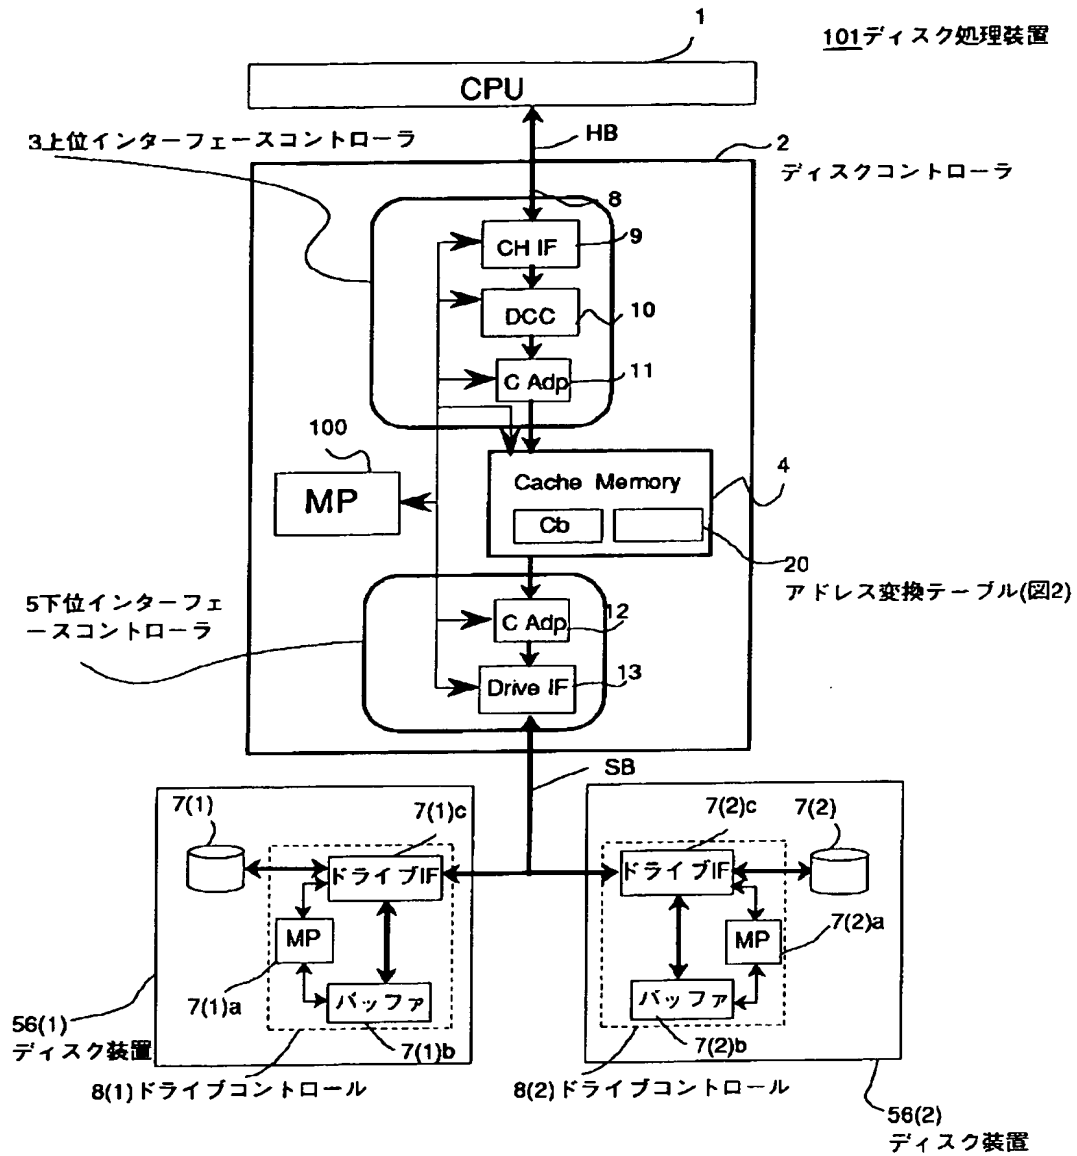 1
101ディスク処理装置
CPU
3上位インターフェースコントローラ
HB
2
ディスクコントローラ
8
CH IF
9
DCC
10
C Adp
11
100
MP
Cache Memory
4
Cb
20
アドレス変換テーブル(図2)
5下位インターフェ
ースコントローラ
C Adp
12
Drive IF
13
SB
7(1)
7(1)c
ドライブIF
MP
7(1)a
バッファ
7(1)b
56(1)
ディスク装置
8(1)ドライブコントロール
7(2)c
7(2)
ドライブIF
MP
7(2)a
バッファ
7(2)b
8(2)ドライブコントロール
56(2)
ディスク装置